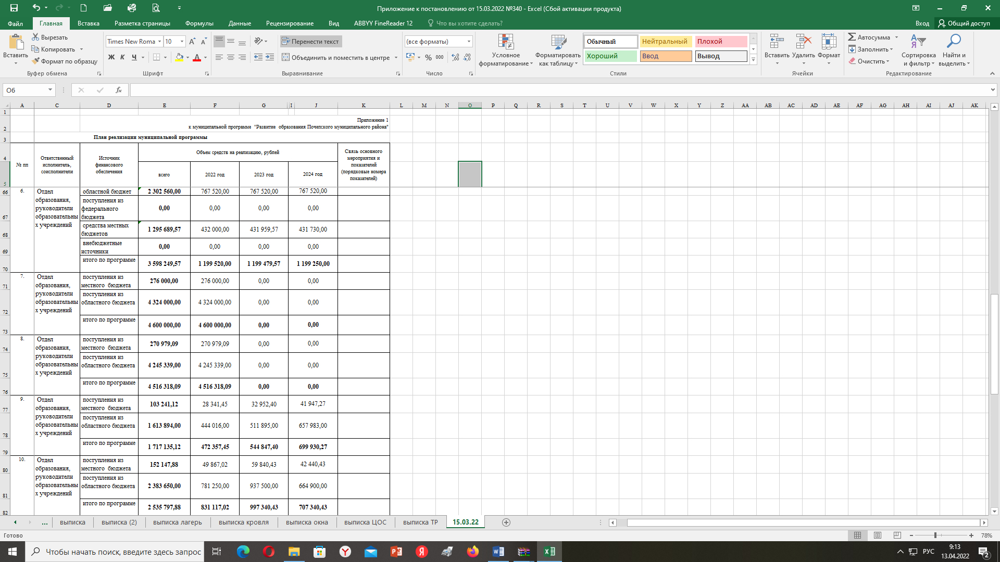 Приложение к постановлению от 15.03.2022 №340 - Excel (Сбой активации продукта)
Файл Главная Вставка Разметка страницы Формулы Данные Рецензирование Вид ABBYY FineReader 12 Что вы хотите сделать? Вход Общий доступ
Вставить
Вырезать
Копировать
Формат по образцу
Буфер обмена
Times New Roma 10
Ж К Ч
Шрифт
Перенести текст
Объединить и поместить в центре
Выравнивание
(все форматы)
% 000
Число
Условное форматирование
Форматировать как таблицу
Обычный Нейтральный Плохой
Хороший Ввод Вывод
Стили
Вставить Удалить Формат
Ячейки
Автосумма
Заполнить
Очистить
Сортировка и фильтр
Найти и выделить
Редактирование
O6
fx
A C D E F G I J K L M N O P Q R S T U V W X Y Z AA AB AC AD AE AF AG AH AI AJ AK
1
2 Приложение 1
к муниципальной программе "Развитие образования Почепского муниципального района"
3 План реализации муниципальной программы
4 № пп Ответственный исполнитель, соисполнители Источник финансового обеспечения Объем средств на реализацию, рублей Связь основного мероприятия и показателей (порядковые номера показателей)
5 всего 2022 год 2023 год 2024 год
66 6. Отдел образования, руководители образовательных учреждений областной бюджет 2 302 560,00 767 520,00 767 520,00 767 520,00
67 поступления из федерального бюджета 0,00 0,00 0,00 0,00
68 средства местных бюджетов 1 295 689,57 432 000,00 431 959,57 431 730,00
69 внебюджетные источники 0,00 0,00 0,00 0,00
70 итого по программе 3 598 249,57 1 199 520,00 1 199 479,57 1 199 250,00
71 7. Отдел образования, руководители образовательных учреждений поступления из местного бюджета 276 000,00 276 000,00 0,00 0,00
72 поступления из областного бюджета 4 324 000,00 4 324 000,00 0,00 0,00
73 итого по программе 4 600 000,00 4 600 000,00 0,00 0,00
74 8. Отдел образования, руководители образовательных учреждений поступления из местного бюджета 270 979,09 270 979,09 0,00 0,00
75 поступления из областного бюджета 4 245 339,00 4 245 339,00 0,00 0,00
76 итого по программе 4 516 318,09 4 516 318,09 0,00 0,00
77 9. Отдел образования, руководители образовательных учреждений поступления из местного бюджета 103 241,12 28 341,45 32 952,40 41 947,27
78 поступления из областного бюджета 1 613 894,00 444 016,00 511 895,00 657 983,00
79 итого по программе 1 717 135,12 472 357,45 544 847,40 699 930,27
80 10. Отдел образования, руководители образовательных учреждений поступления из местного бюджета 152 147,88 49 867,02 59 840,43 42 440,43
81 поступления из областного бюджета 2 383 650,00 781 250,00 937 500,00 664 900,00
82 итого по программе 2 535 797,88 831 117,02 997 340,43 707 340,43
... выписка выписка (2) выписка лагерь выписка кровля выписка окна выписка ЦОС выписка ТР 15.03.22
Готово 78%
Чтобы начать поиск, введите здесь запрос
РУС 9:13
13.04.2022
2